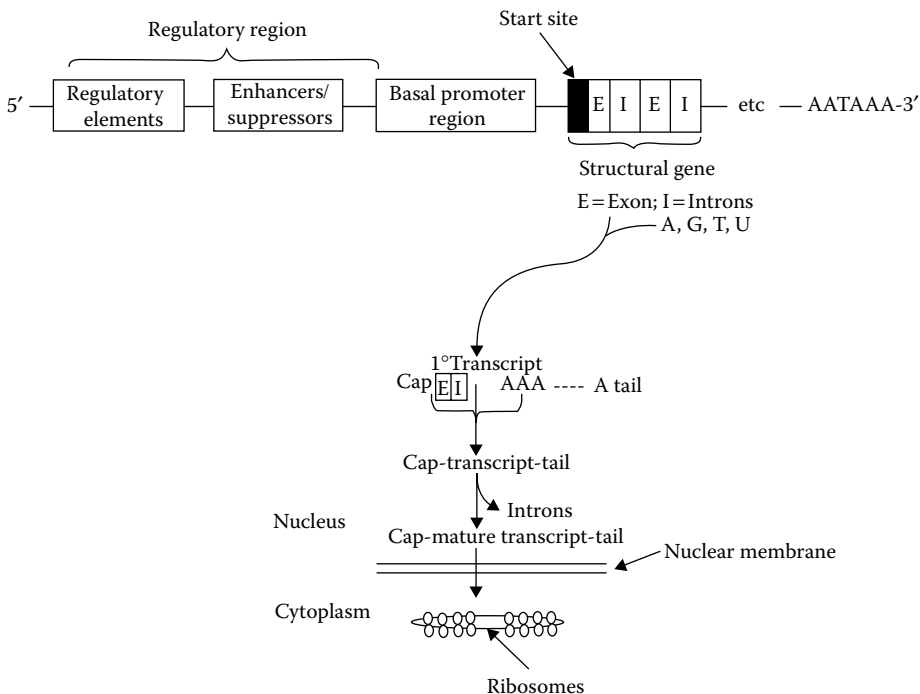 Start site
Regulatory region
5′
Regulatory
elements
Enhancers/
suppressors
Basal promoter
region
E I E I
etc
AATAAA-3′
Structural gene
E=Exon; I=Introns
A, G, T, U
1°Transcript
Cap E I AAA ---- A tail
Cap-transcript-tail
Introns
Nucleus
Cap-mature transcript-tail
Nuclear membrane
Cytoplasm
Ribosomes